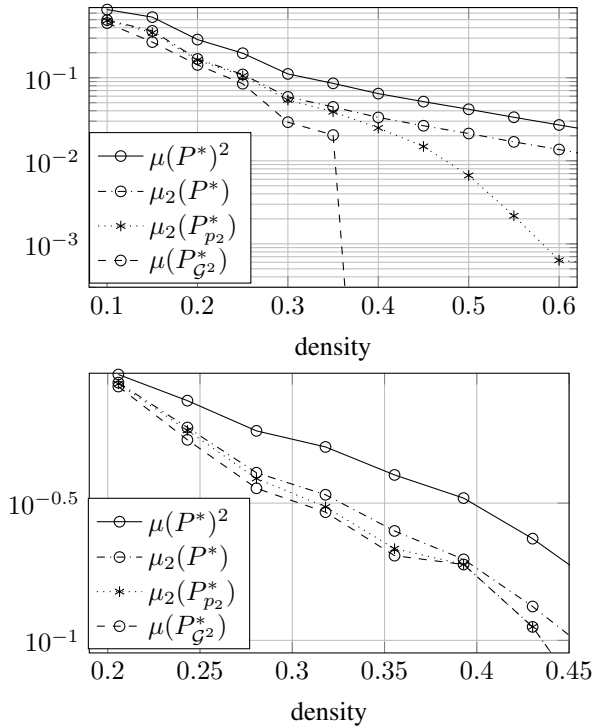 10^{-1}
10^{-2}
10^{-3}
μ(P*)^2
μ_2(P*)
μ_2(P*_{p_2})
μ(P*_{𝒢^2})
0.1 0.2 0.3 0.4 0.5 0.6
density
10^{-0.5}
10^{-1}
μ(P*)^2
μ_2(P*)
μ_2(P*_{p_2})
μ(P*_{𝒢^2})
0.2 0.25 0.3 0.35 0.4 0.45
density